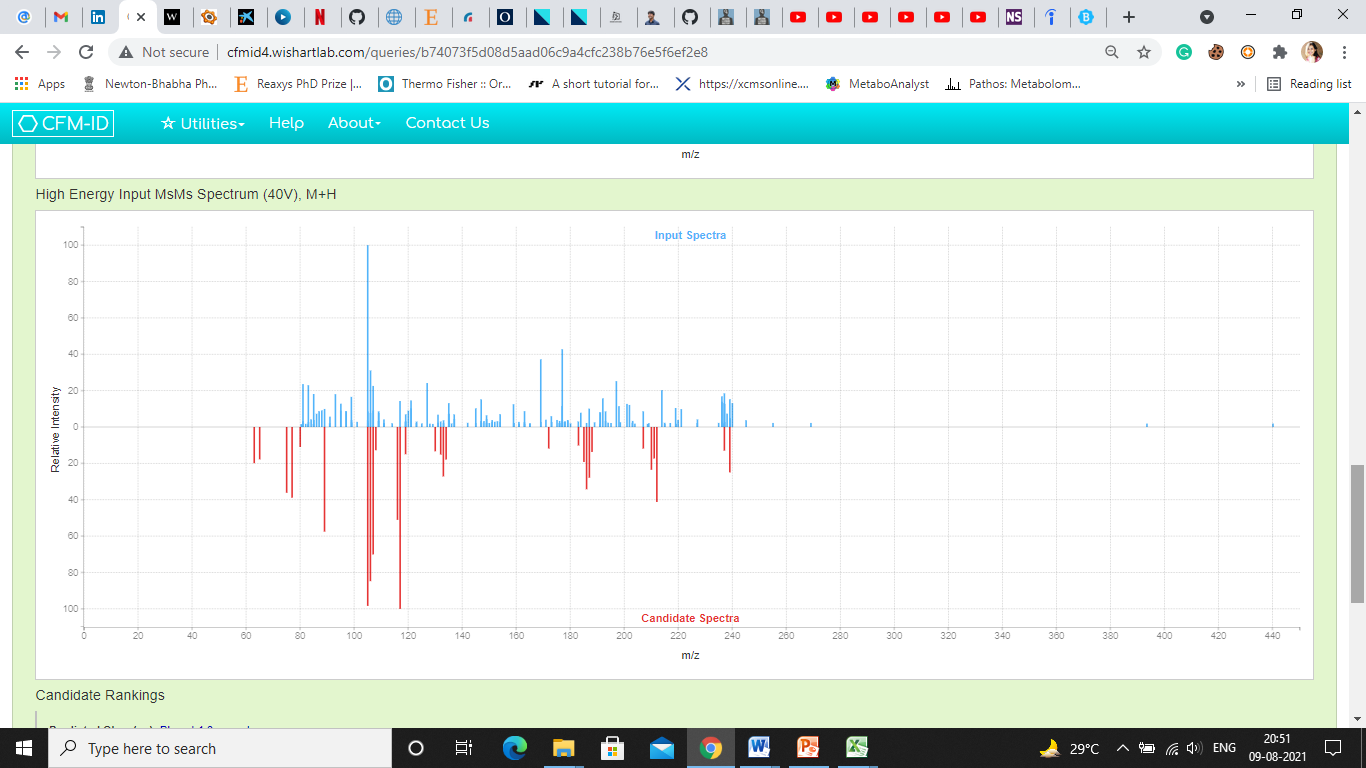 N
W
E
O
NS
B
Not secure
cfmid4.wishartlab.com/queries/b74073f5d08d5aad06c9a4cfc238b76e5f6ef2e8
Apps
Newton-Bhabha Ph...
Reaxys PhD Prize |...
Thermo Fisher :: Or...
A short tutorial for...
https://xcmsonline....
MetaboAnalyst
Pathos: Metabolom...
»
Reading list
CFM-ID
Utilities
Help
About
Contact Us
m/z
High Energy Input MsMs Spectrum (40V), M+H
Input Spectra
100
80
60
40
20
0
20
40
60
80
100
Relative Intensity
Candidate Spectra
0 20 40 60 80 100 120 140 160 180 200 220 240 260 280 300 320 340 360 380 400 420 440
m/z
Candidate Rankings
Type here to search
29°C
ENG
20:51
09-08-2021